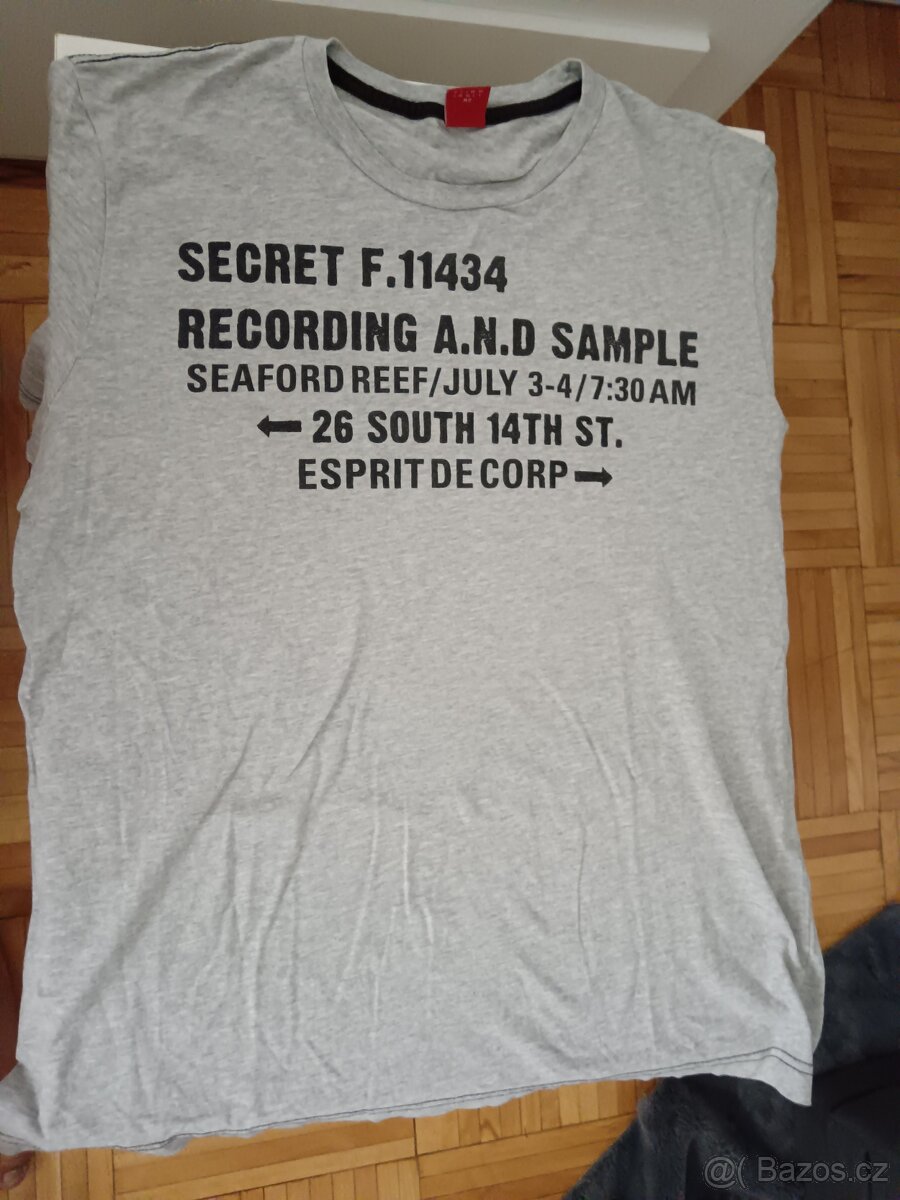 SECRET F.11434
RECORDING A.N.D SAMPLE
SEAFORD REEF/JULY 3-4/7:30 AM
← 26 SOUTH 14TH ST.
ESPRIT DE CORP →
@( Bazos.cz